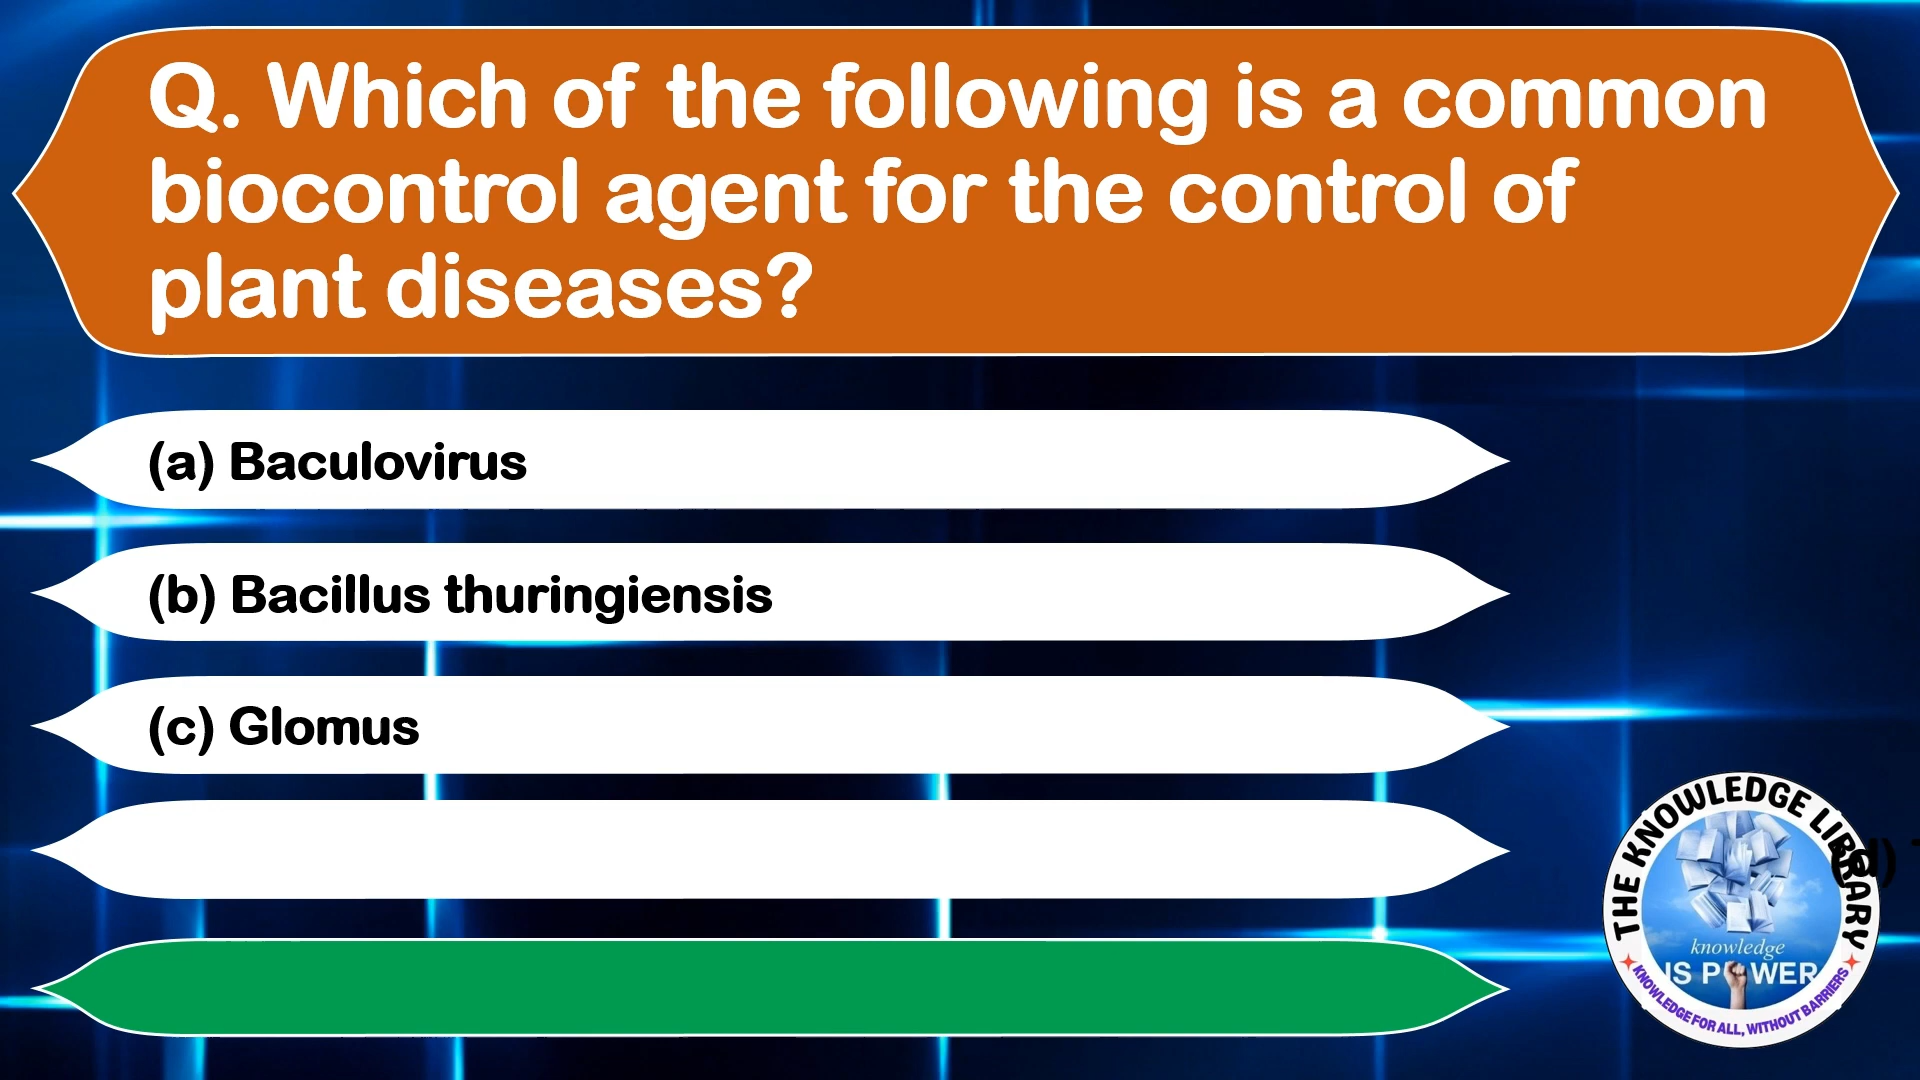 Q. Which of the following is a common
biocontrol agent for the control of
plant diseases?
(a) Baculovirus
(b) Bacillus thuringiensis
(c) Glomus
(d)
THE KNOWLEDGE LIBRARY
knowledge
IS POWER
KNOWLEDGE FOR ALL, WITHOUT BARRIERS